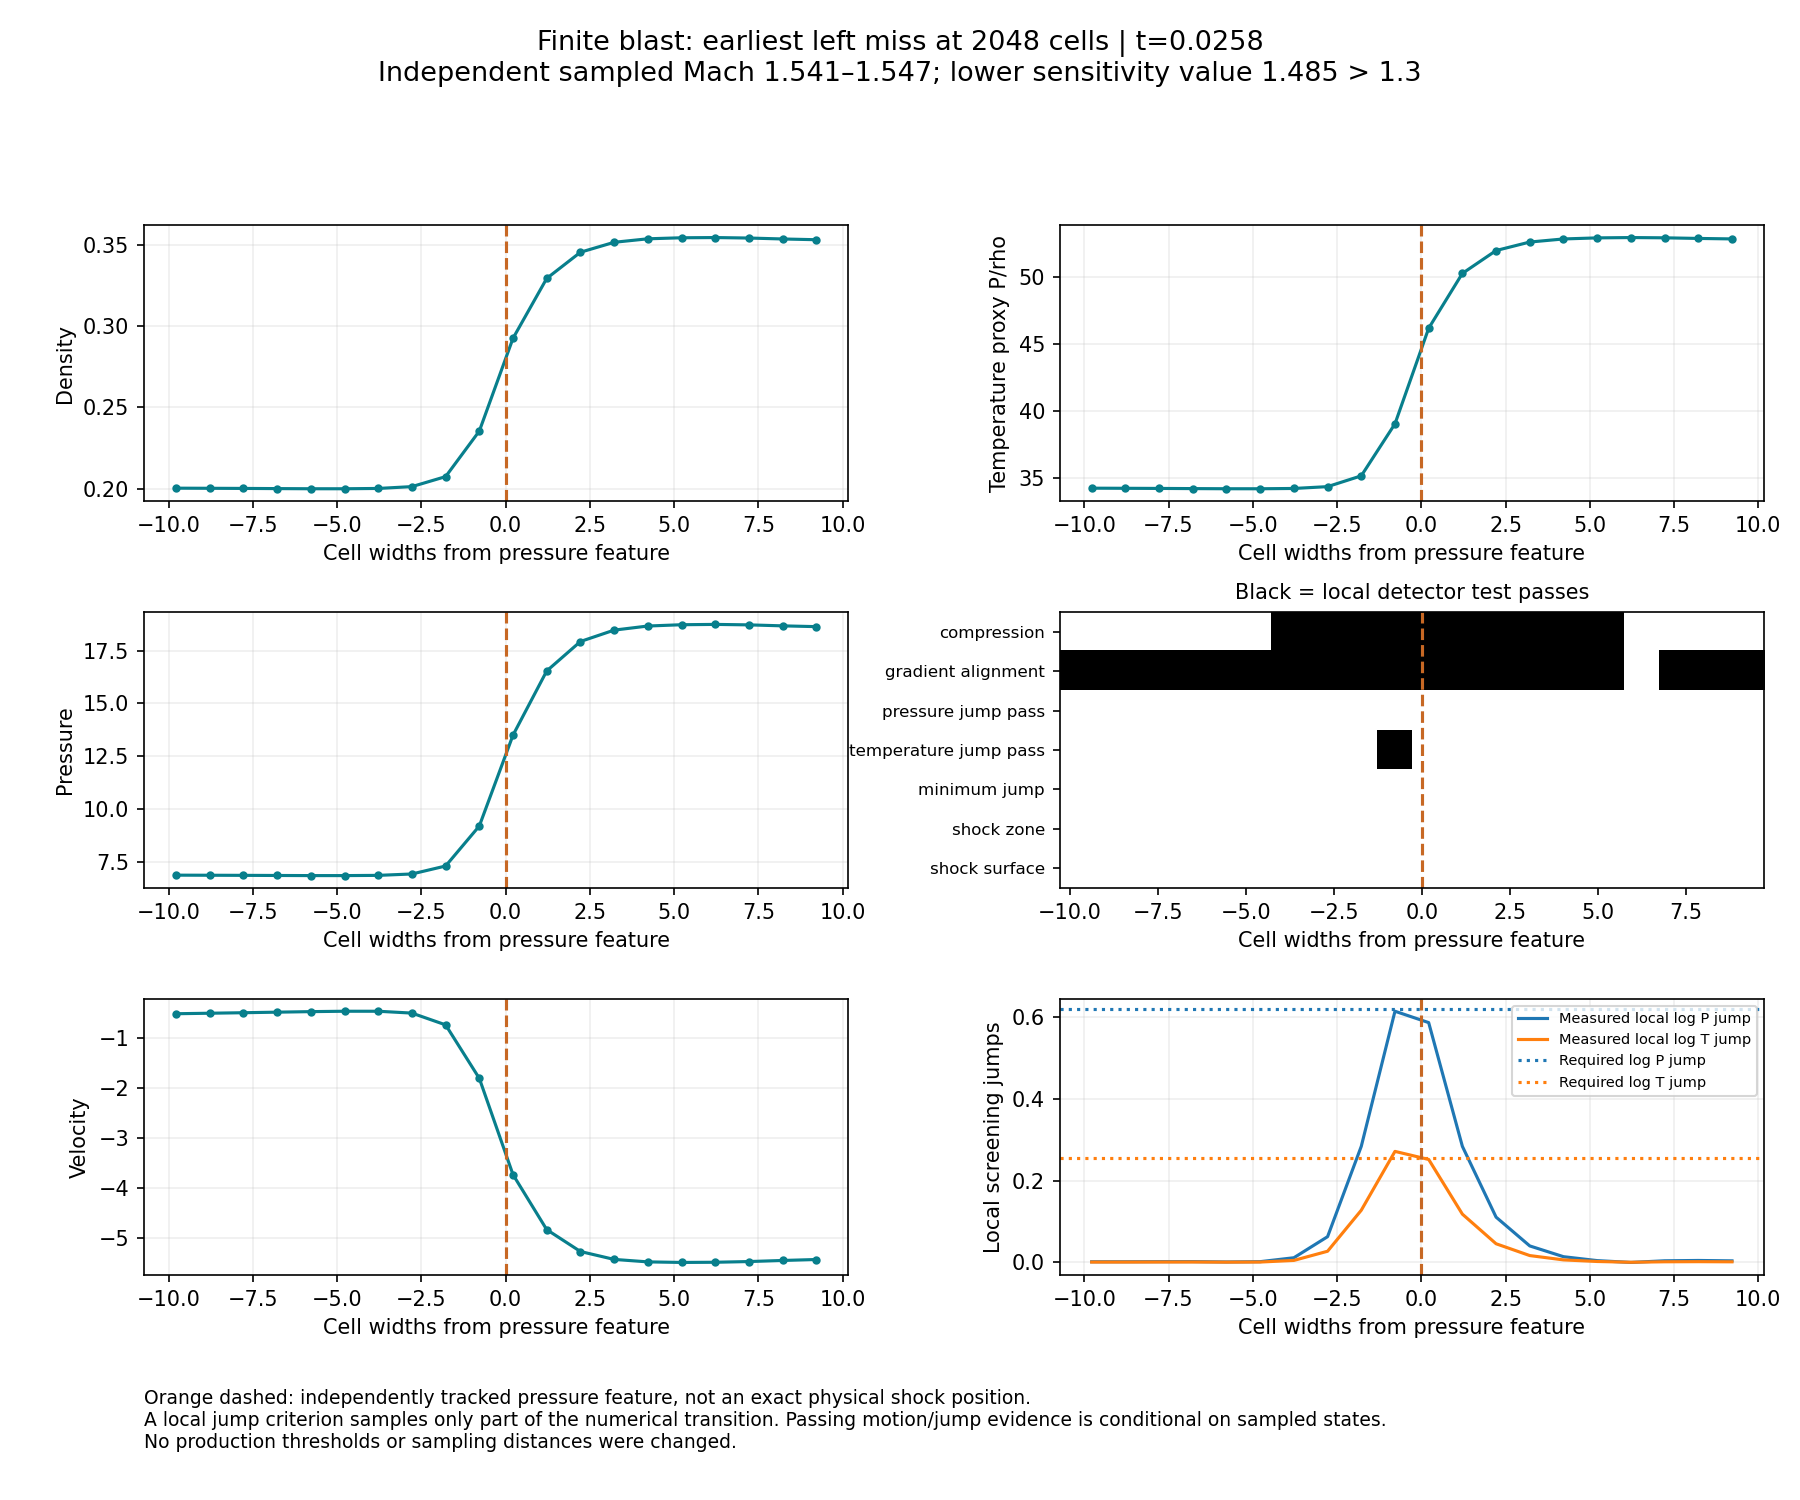 Finite blast: earliest left miss at 2048 cells | t=0.0258
Independent sampled Mach 1.541–1.547; lower sensitivity value 1.485 > 1.3
Density
0.35
0.30
0.25
0.20
−10.0 −7.5 −5.0 −2.5 0.0 2.5 5.0 7.5 10.0
Cell widths from pressure feature
Temperature proxy P/rho
50
45
40
35
−10.0 −7.5 −5.0 −2.5 0.0 2.5 5.0 7.5 10.0
Cell widths from pressure feature
Pressure
17.5
15.0
12.5
10.0
7.5
−10.0 −7.5 −5.0 −2.5 0.0 2.5 5.0 7.5 10.0
Cell widths from pressure feature
Black = local detector test passes
compression
gradient alignment
pressure jump pass
temperature jump pass
minimum jump
shock zone
shock surface
−10.0 −7.5 −5.0 −2.5 0.0 2.5 5.0 7.5
Cell widths from pressure feature
Velocity
−1
−2
−3
−4
−5
−10.0 −7.5 −5.0 −2.5 0.0 2.5 5.0 7.5 10.0
Cell widths from pressure feature
Local screening jumps
0.6
0.4
0.2
0.0
Measured local log P jump
Measured local log T jump
Required log P jump
Required log T jump
−10.0 −7.5 −5.0 −2.5 0.0 2.5 5.0 7.5 10.0
Cell widths from pressure feature
Orange dashed: independently tracked pressure feature, not an exact physical shock position.
A local jump criterion samples only part of the numerical transition. Passing motion/jump evidence is conditional on sampled states.
No production thresholds or sampling distances were changed.